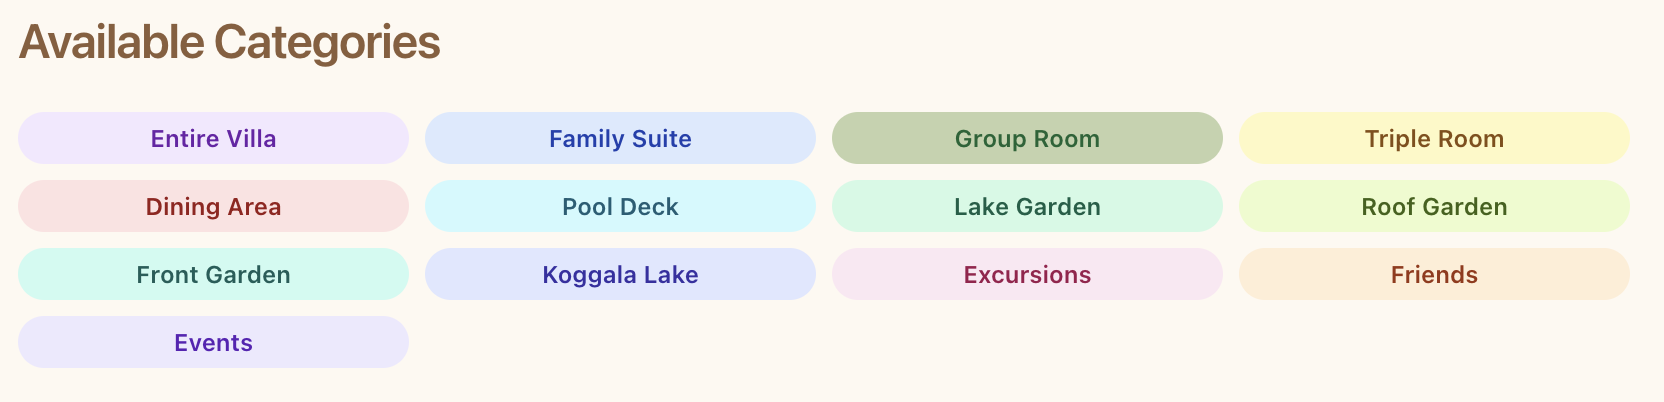 Available Categories
Entire Villa
Family Suite
Group Room
Triple Room
Dining Area
Pool Deck
Lake Garden
Roof Garden
Front Garden
Koggala Lake
Excursions
Friends
Events